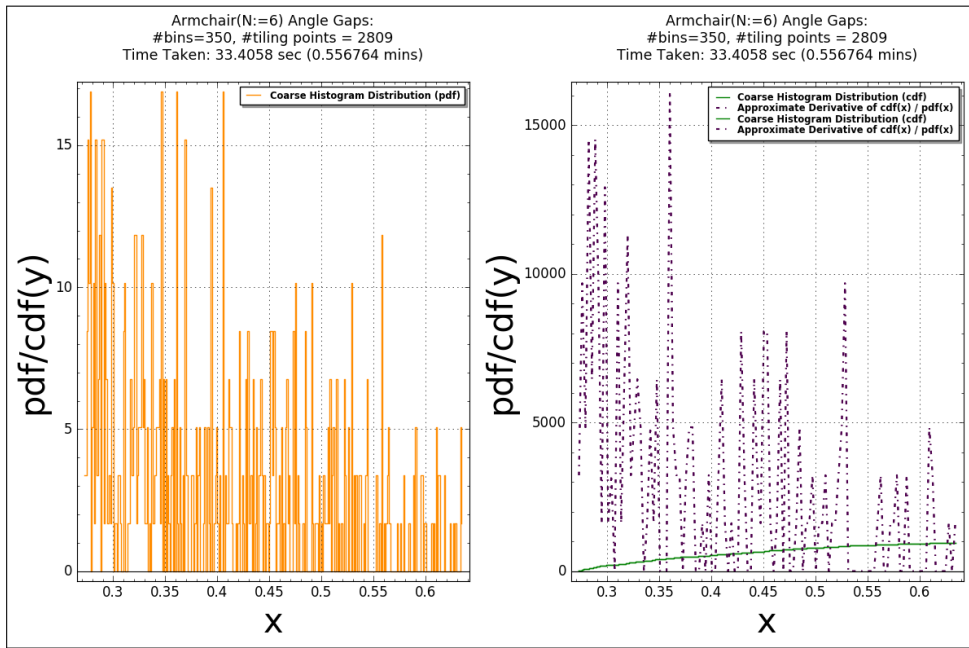 Armchair(N:=6) Angle Gaps:
#bins=350, #tiling points = 2809
Time Taken: 33.4058 sec (0.556764 mins)
Coarse Histogram Distribution (pdf)
15
10
5
0
pdf/cdf(y)
0.3 0.35 0.4 0.45 0.5 0.55 0.6
x
Armchair(N:=6) Angle Gaps:
#bins=350, #tiling points = 2809
Time Taken: 33.4058 sec (0.556764 mins)
Coarse Histogram Distribution (cdf)
Approximate Derivative of cdf(x) / pdf(x)
Coarse Histogram Distribution (cdf)
Approximate Derivative of cdf(x) / pdf(x)
15000
10000
5000
0
pdf/cdf(y)
0.3 0.35 0.4 0.45 0.5 0.55 0.6
x